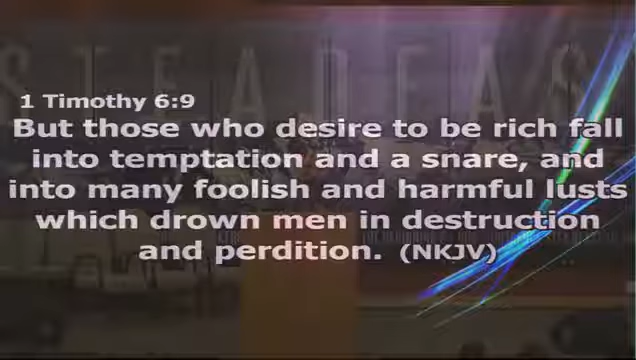 STEADFAS
1 Timothy 6:9
But those who desire to be rich fall
into temptation and a snare, and
into many foolish and harmful lusts
which drown men in destruction
and perdition. (NKJV)